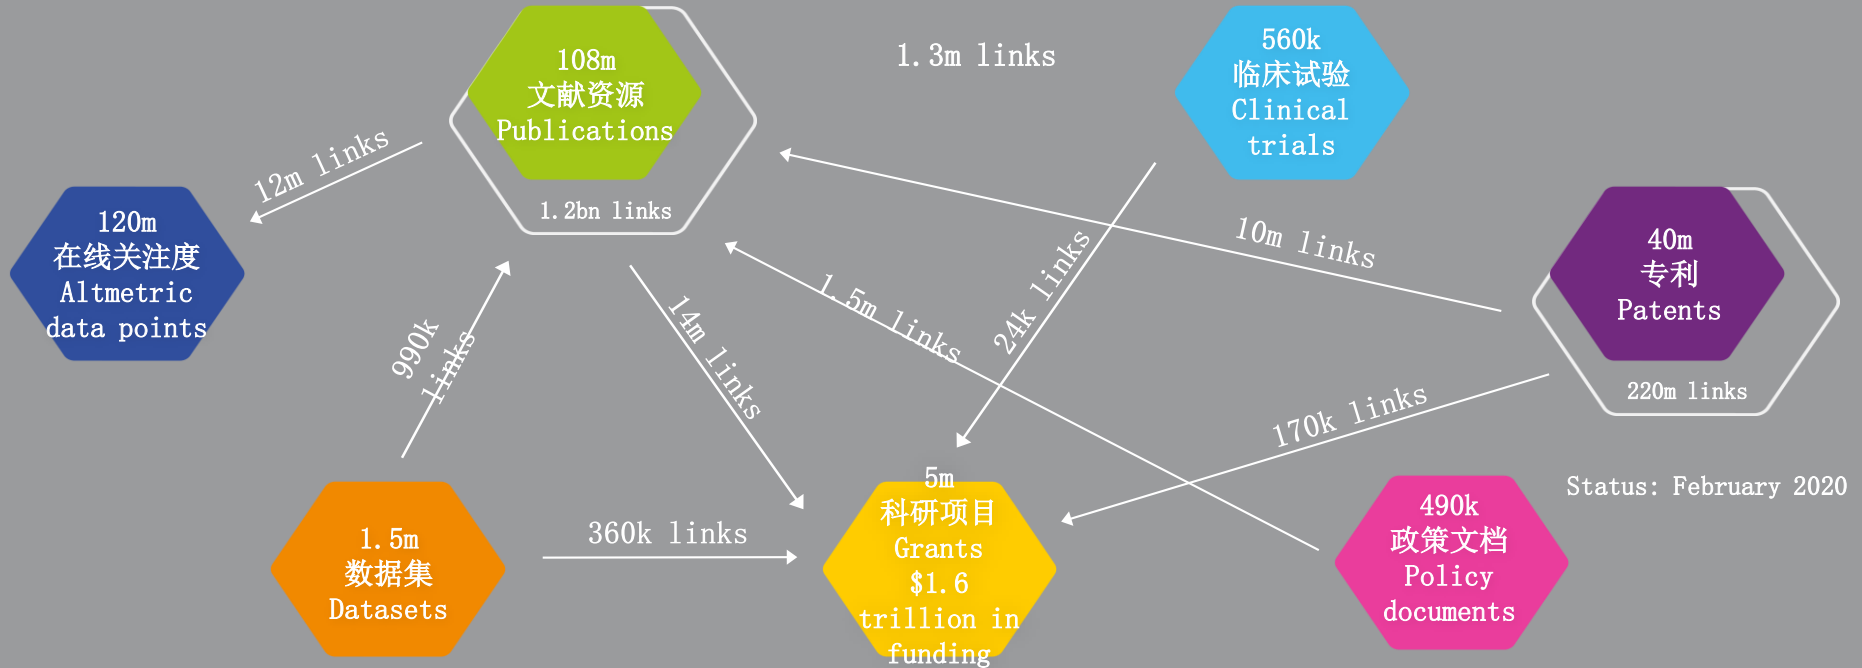 108m
文献资源
Publications
1.2bn links
1.3m links
560k
临床试验
Clinical
trials
12m links
120m
在线关注度
Altmetric
data points
990k
links
14m links
1.5m links
24k links
10m links
40m
专利
Patents
220m links
170k links
Status: February 2020
1.5m
数据集
Datasets
360k links
5m
科研项目
Grants
$1.6
trillion in
funding
490k
政策文档
Policy
documents